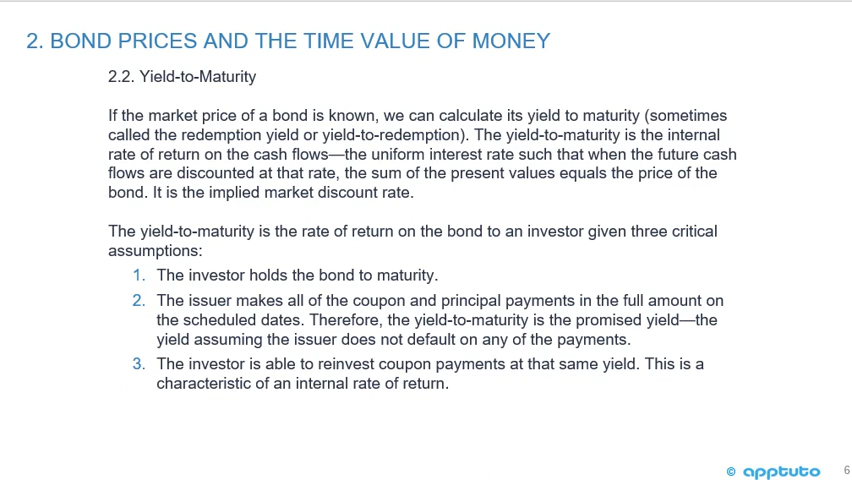 2. BOND PRICES AND THE TIME VALUE OF MONEY
2.2. Yield-to-Maturity
If the market price of a bond is known, we can calculate its yield to maturity (sometimes
called the redemption yield or yield-to-redemption). The yield-to-maturity is the internal
rate of return on the cash flows—the uniform interest rate such that when the future cash
flows are discounted at that rate, the sum of the present values equals the price of the
bond. It is the implied market discount rate.
The yield-to-maturity is the rate of return on the bond to an investor given three critical
assumptions:
1. The investor holds the bond to maturity.
2. The issuer makes all of the coupon and principal payments in the full amount on
the scheduled dates. Therefore, the yield-to-maturity is the promised yield—the
yield assuming the issuer does not default on any of the payments.
3. The investor is able to reinvest coupon payments at that same yield. This is a
characteristic of an internal rate of return.
© apptuto 6